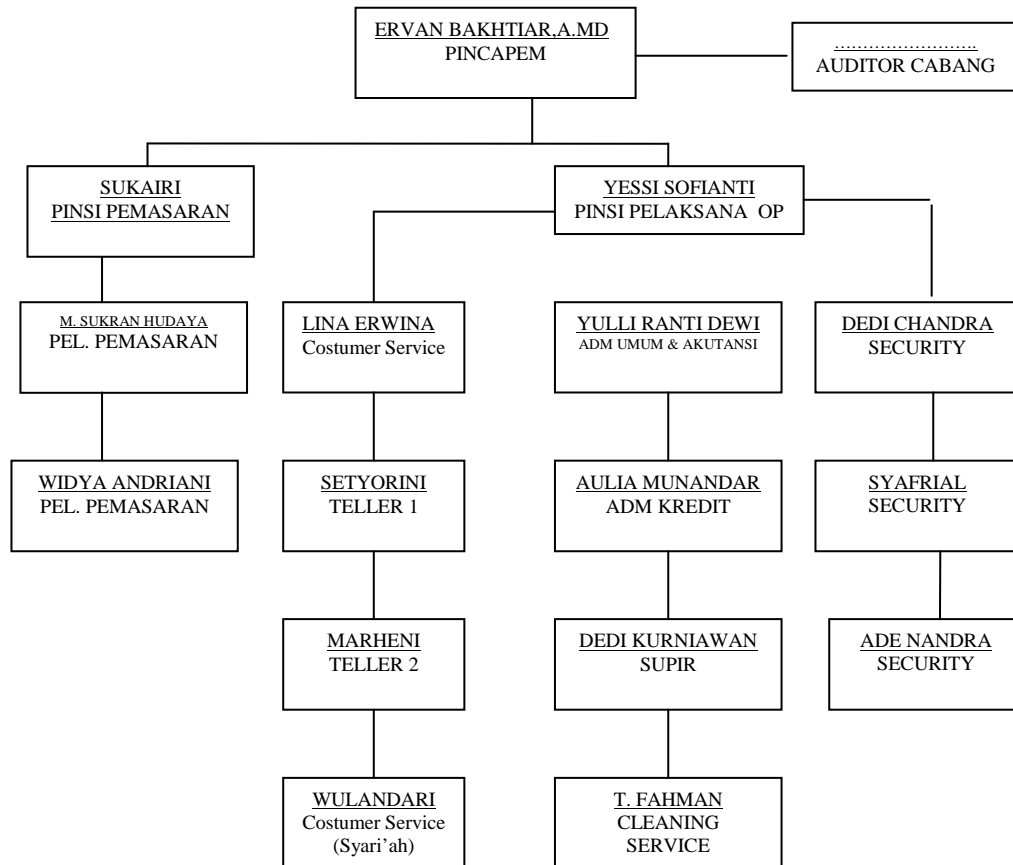 ERVAN BAKHTIAR,A.MD
PINCAPEM
……………………..
AUDITOR CABANG
SUKAIRI
PINSI PEMASARAN
YESSI SOFIANTI
PINSI PELAKSANA OP
M. SUKRAN HUDAYA
PEL. PEMASARAN
LINA ERWINA
Costumer Service
YULLI RANTI DEWI
ADM UMUM & AKUTANSI
DEDI CHANDRA
SECURITY
WIDYA ANDRIANI
PEL. PEMASARAN
SETYORINI
TELLER 1
AULIA MUNANDAR
ADM KREDIT
SYAFRIAL
SECURITY
MARHENI
TELLER 2
DEDI KURNIAWAN
SUPIR
ADE NANDRA
SECURITY
WULANDARI
Costumer Service
(Syari’ah)
T. FAHMAN
CLEANING
SERVICE